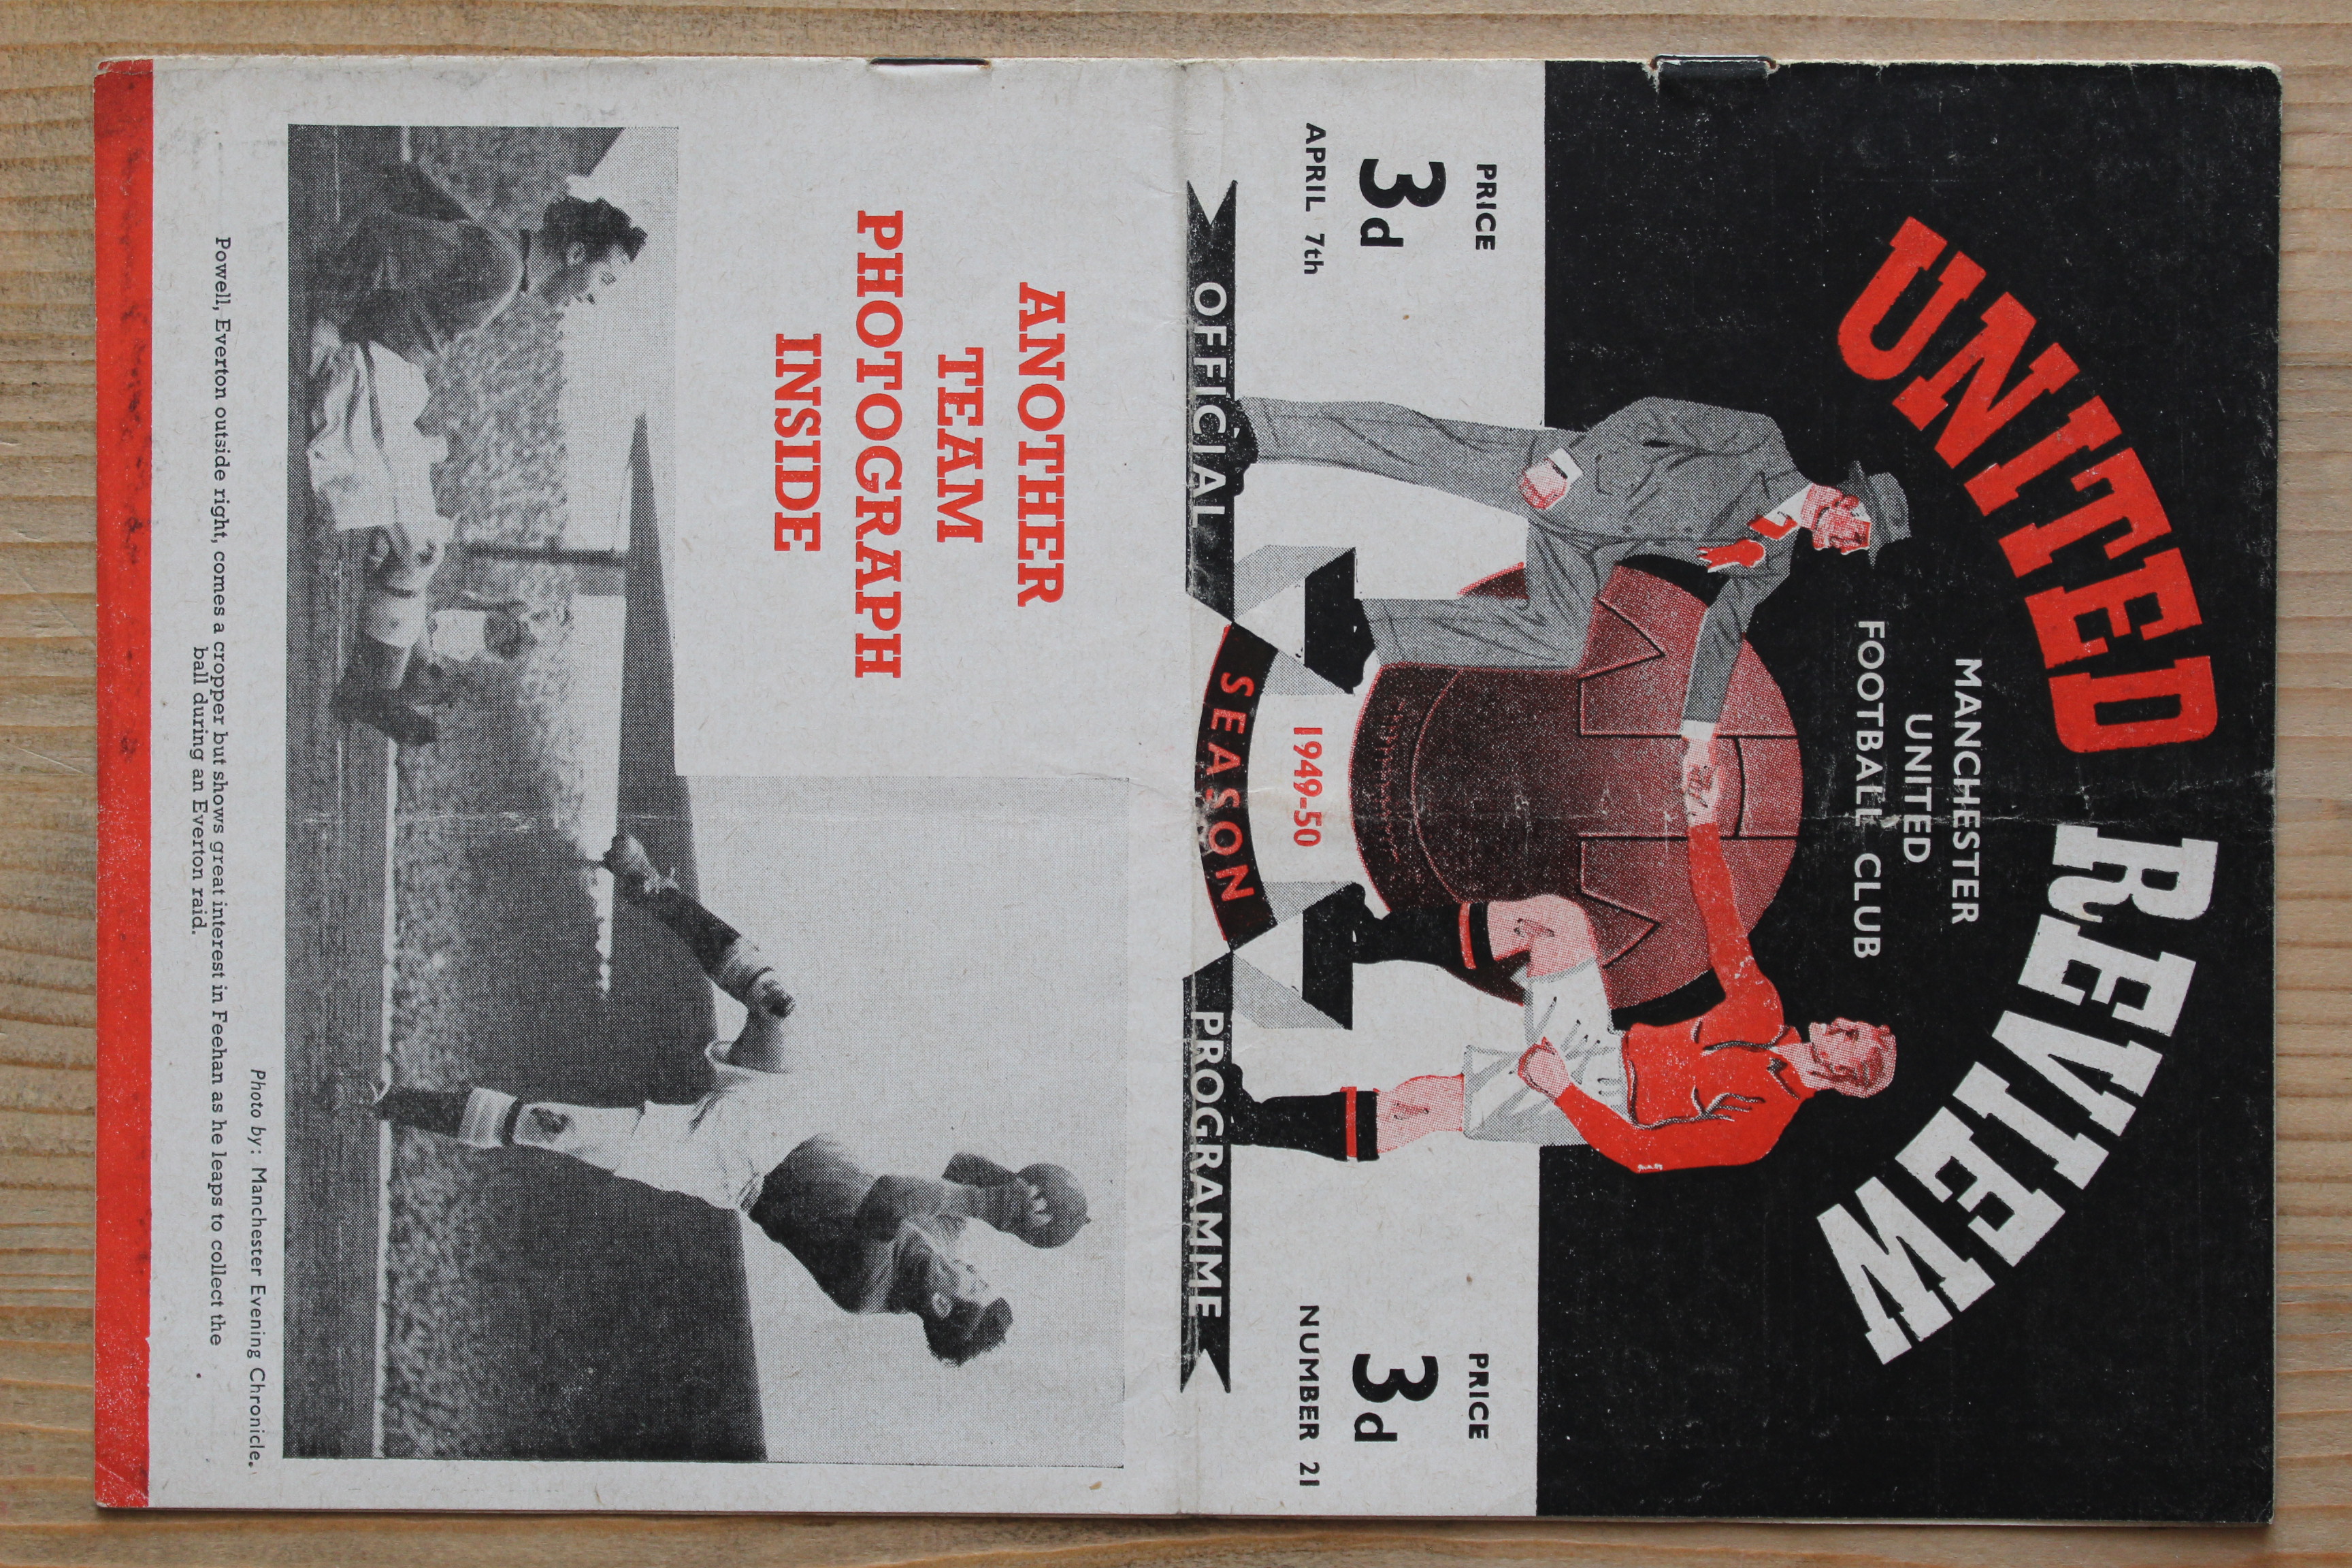 UNITED REVIEW
MANCHESTER
UNITED
FOOTBALL CLUB
PRICE
3d
APRIL 7th
PRICE
3d
NUMBER 21
1949-50
SEASON
OFFICIAL PROGRAMME
ANOTHER
TEAM
PHOTOGRAPH
INSIDE
Photo by: Manchester Evening Chronicle.
Powell, Everton outside right, comes a cropper but shows great interest in Feehan as he leaps to collect the
ball during an Everton raid.